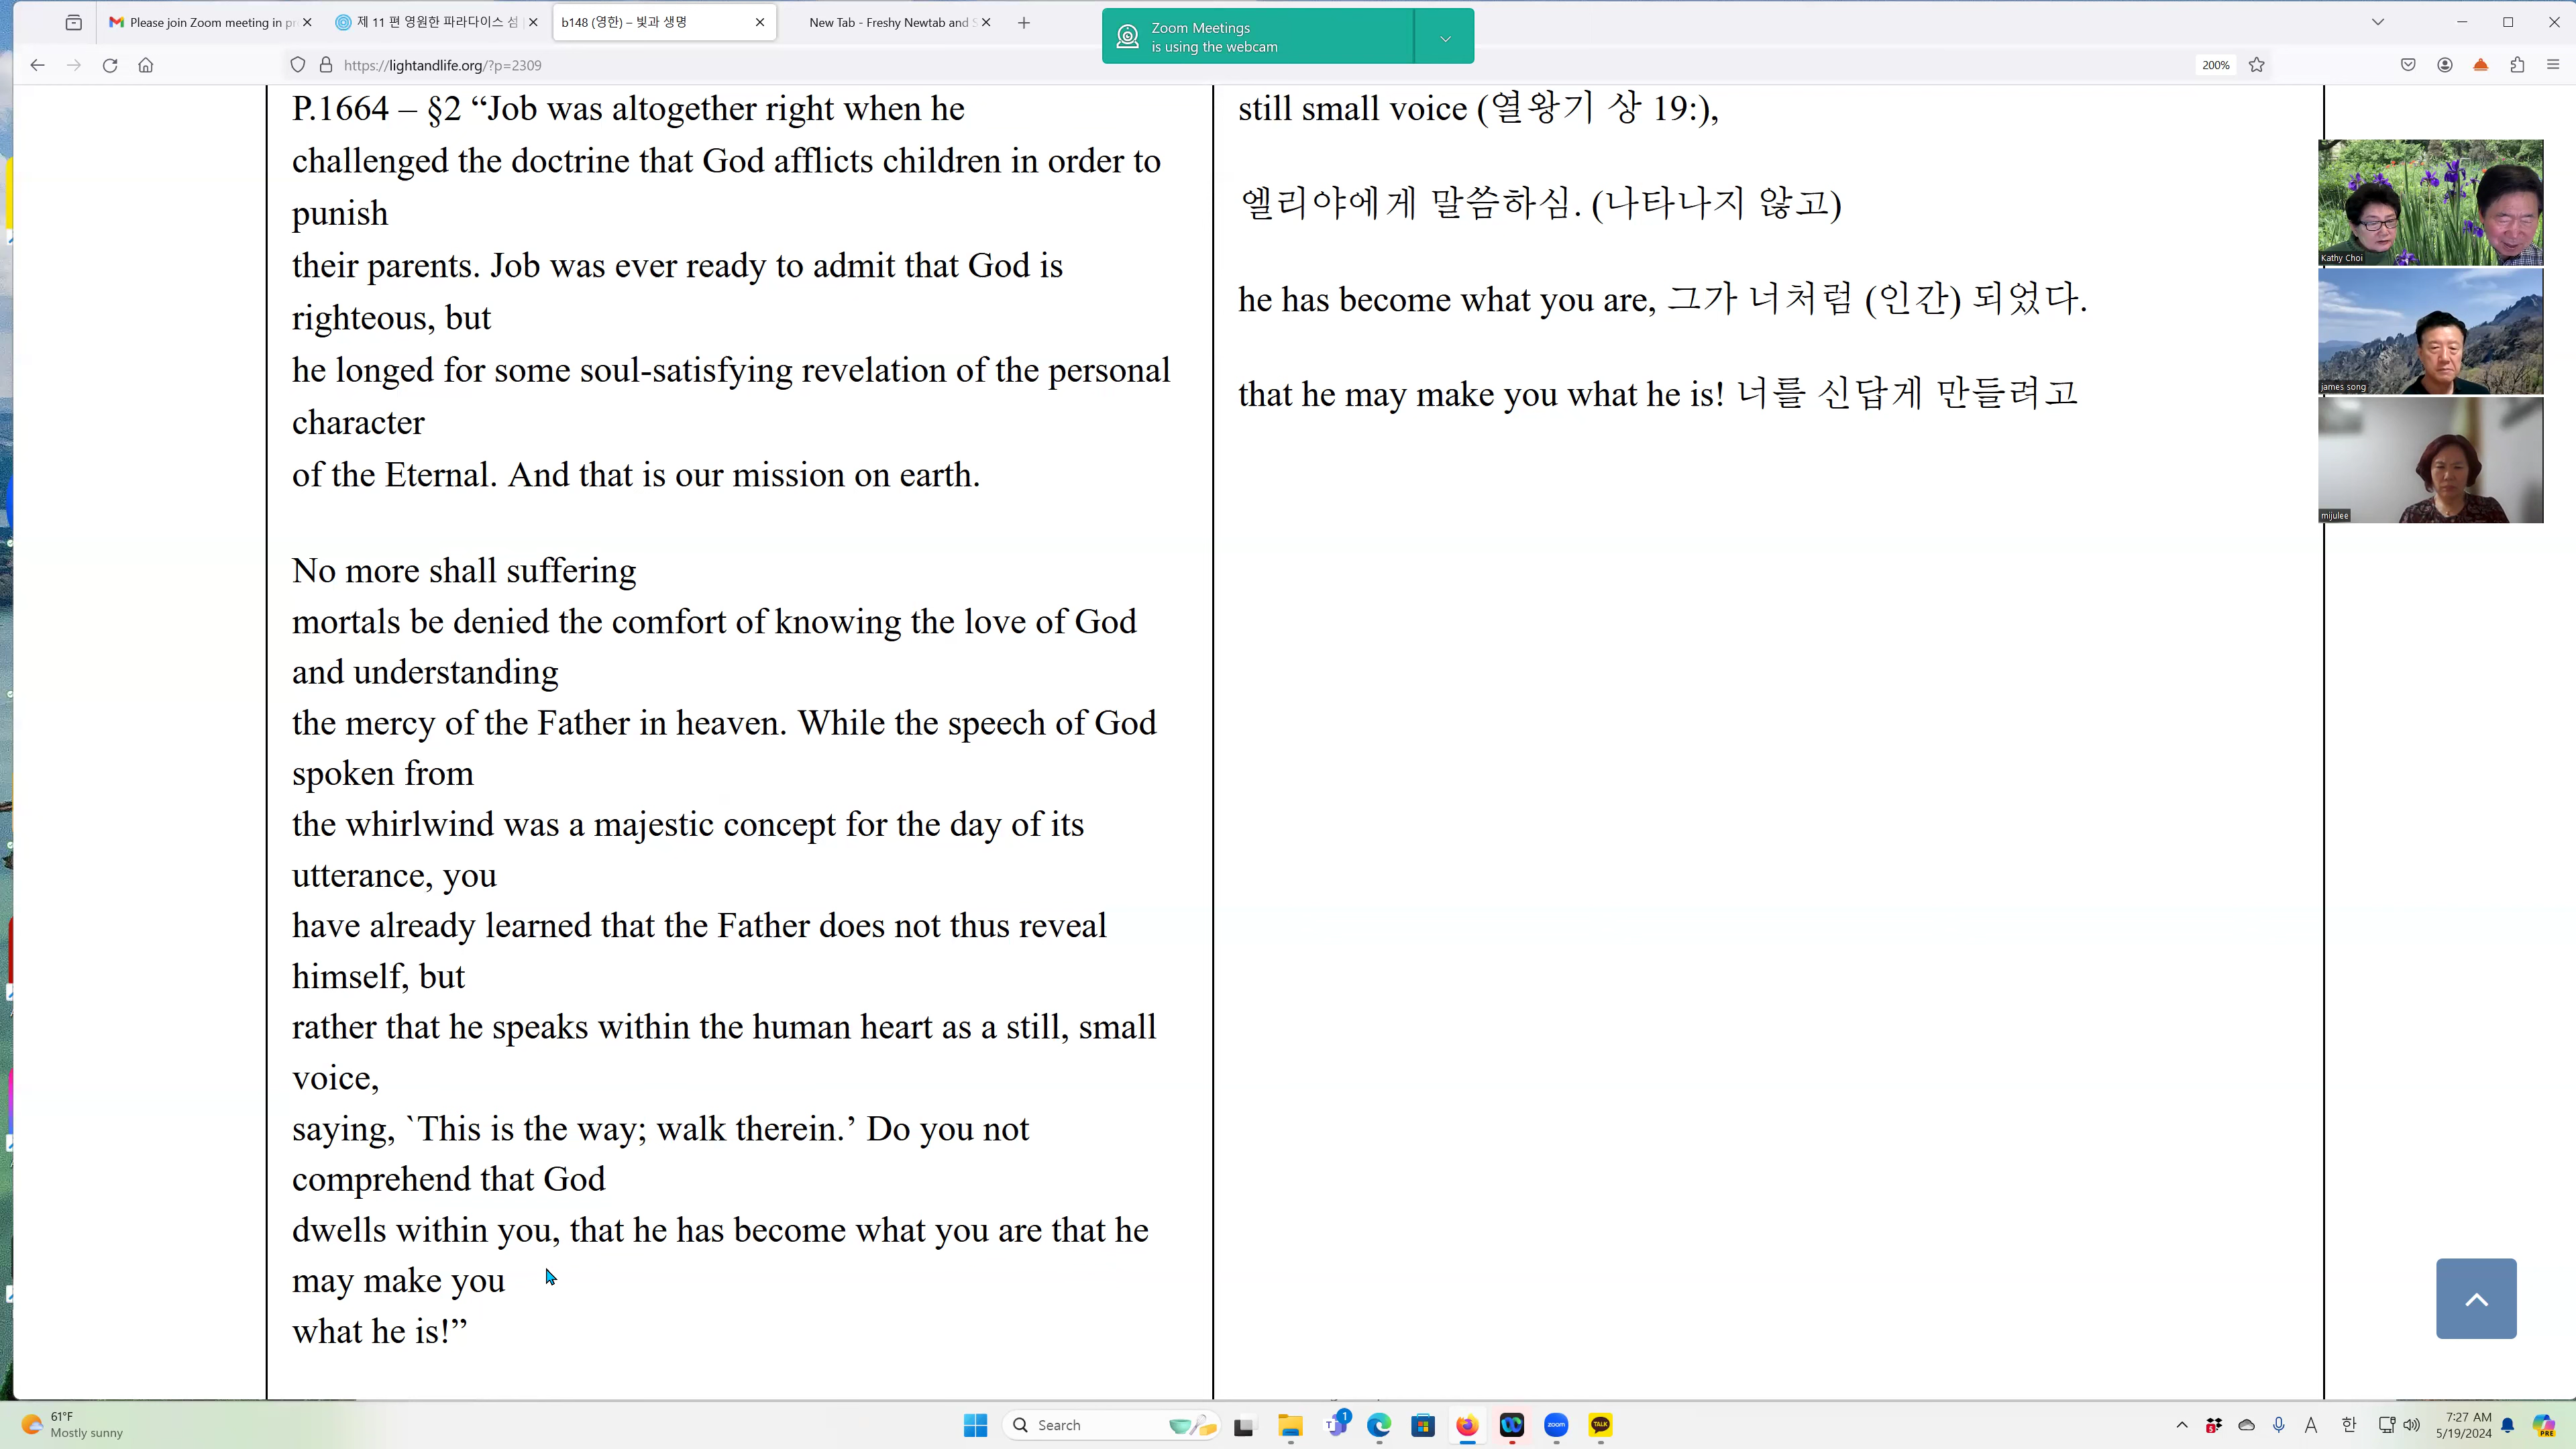 Please join Zoom meeting in pr
제 11 편 영원한 파라다이스 섬
b148 (영한) – 빛과 생명
New Tab - Freshy Newtab and S
Zoom Meetings
is using the webcam
https://lightandlife.org/?p=2309
200%
P.1664 – §2 “Job was altogether right when he
challenged the doctrine that God afflicts children in order to
punish
their parents. Job was ever ready to admit that God is
righteous, but
he longed for some soul-satisfying revelation of the personal
character
of the Eternal. And that is our mission on earth.
No more shall suffering
mortals be denied the comfort of knowing the love of God
and understanding
the mercy of the Father in heaven. While the speech of God
spoken from
the whirlwind was a majestic concept for the day of its
utterance, you
have already learned that the Father does not thus reveal
himself, but
rather that he speaks within the human heart as a still, small
voice,
saying, `This is the way; walk therein.’ Do you not
comprehend that God
dwells within you, that he has become what you are that he
may make you
what he is!”
still small voice (열왕기 상 19:),
엘리야에게 말씀하심. (나타나지 않고)
he has become what you are, 그가 너처럼 (인간) 되었다.
that he may make you what he is! 너를 신답게 만들려고
Kathy Choi
james song
mijulee
61°F
Mostly sunny
Search
1
zoom
TALK
A
한
7:27 AM
5/19/2024
PRE